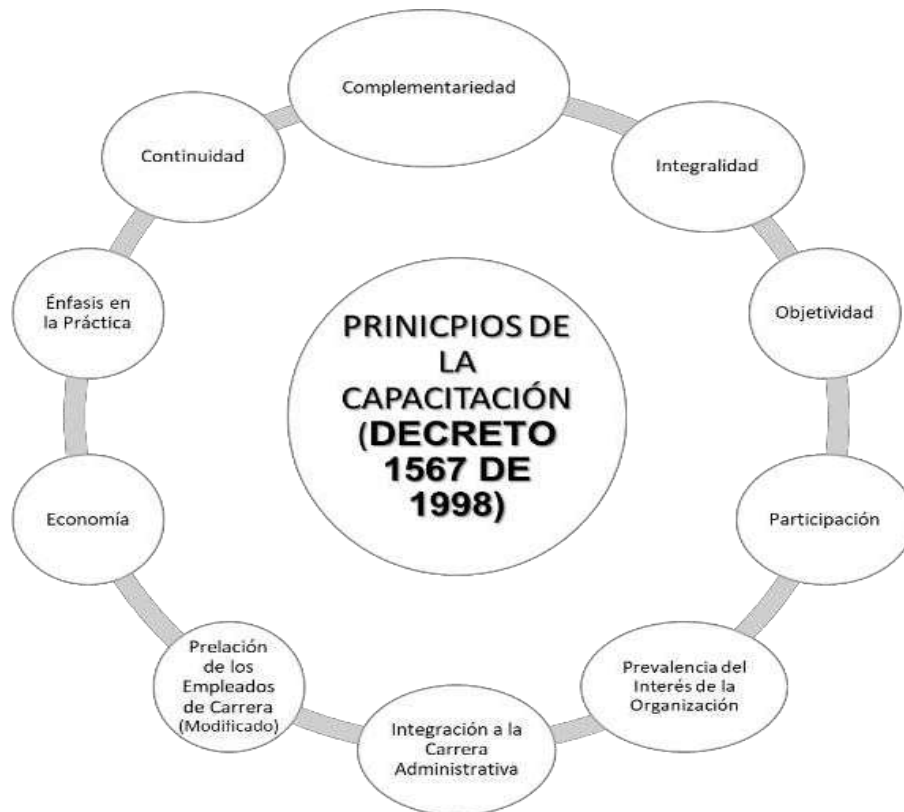 Complementariedad
Integralidad
Objetividad
Participación
Prevalencia del
Interés de la
Organización
Integración a la
Carrera
Administrativa
Prelación
de los
Empleados
de Carrera
(Modificado)
Economía
Énfasis en
la Práctica
Continuidad
PRINICPIOS DE
LA
CAPACITACIÓN
(DECRETO
1567 DE
1998)